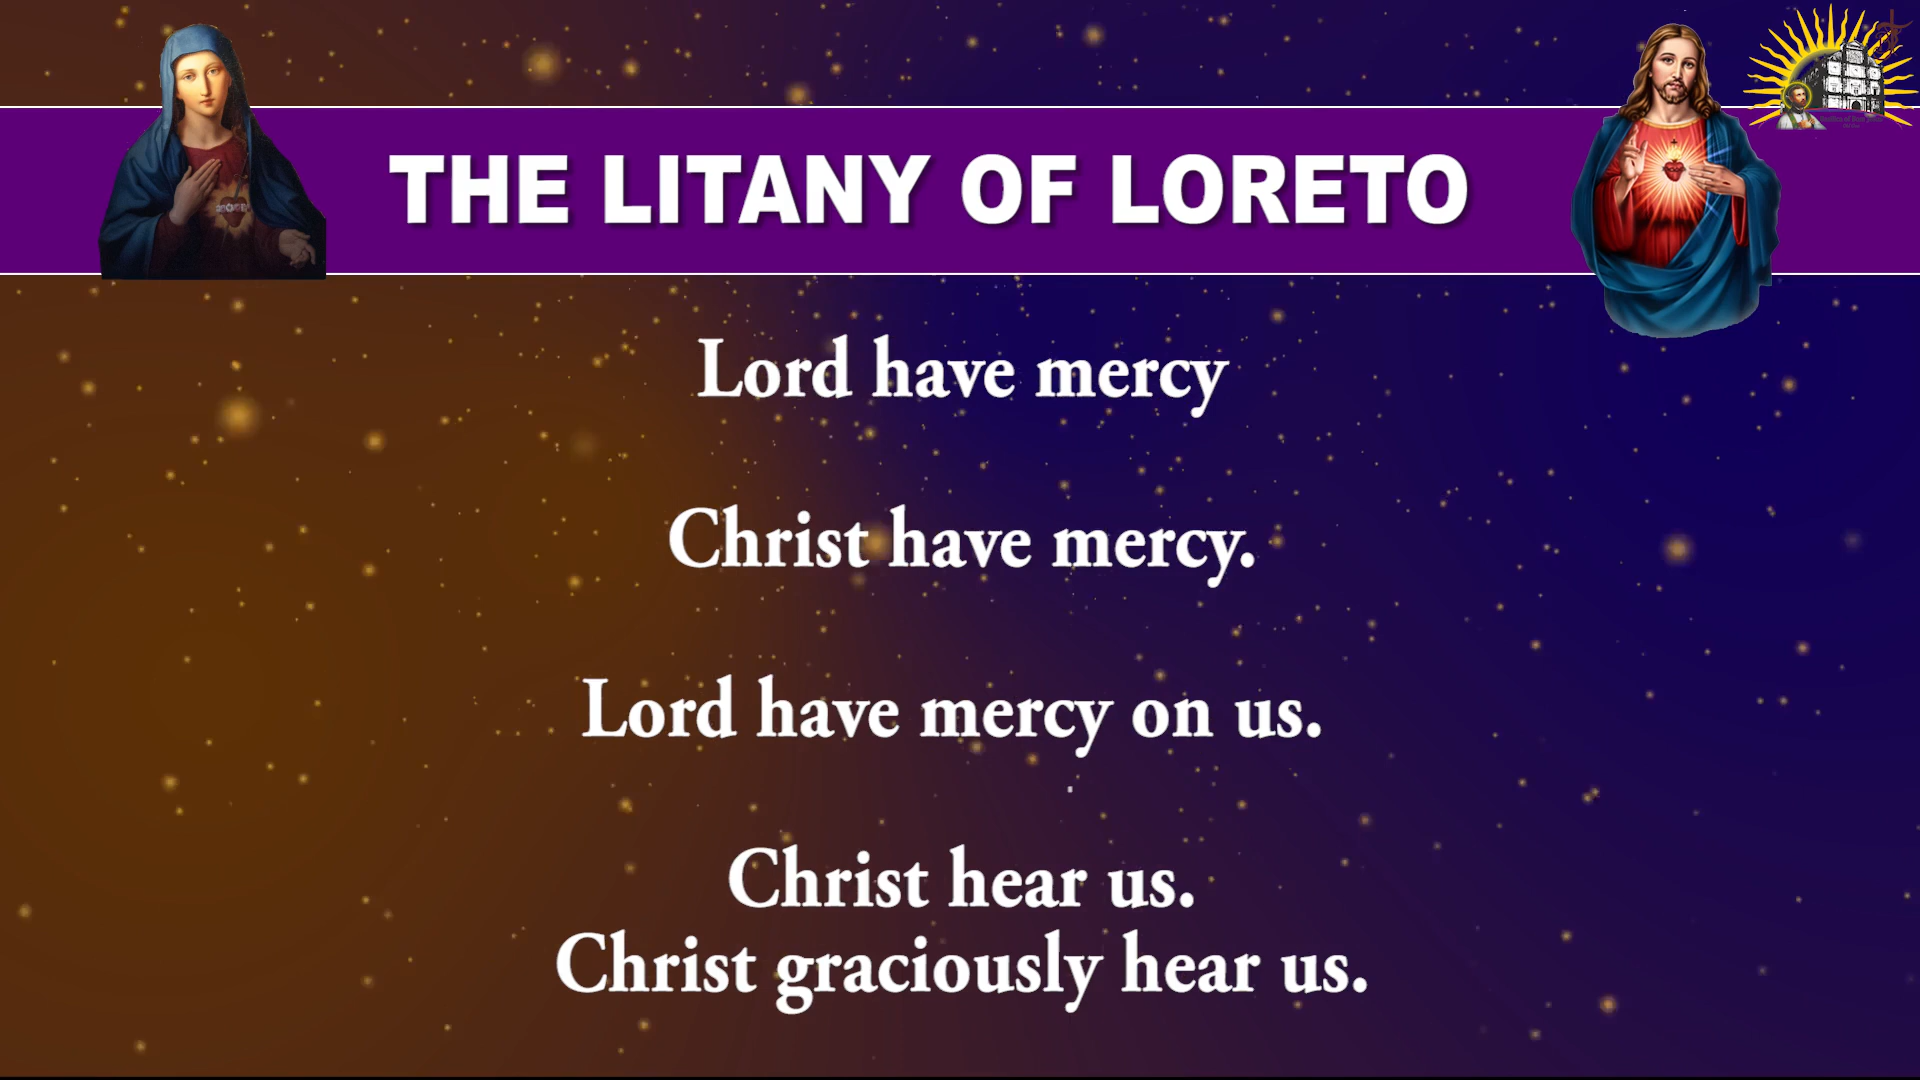 THE LITANY OF LORETO
Lord have mercy
Christ have mercy.
Lord have mercy on us.
Christ hear us.
Christ graciously hear us.